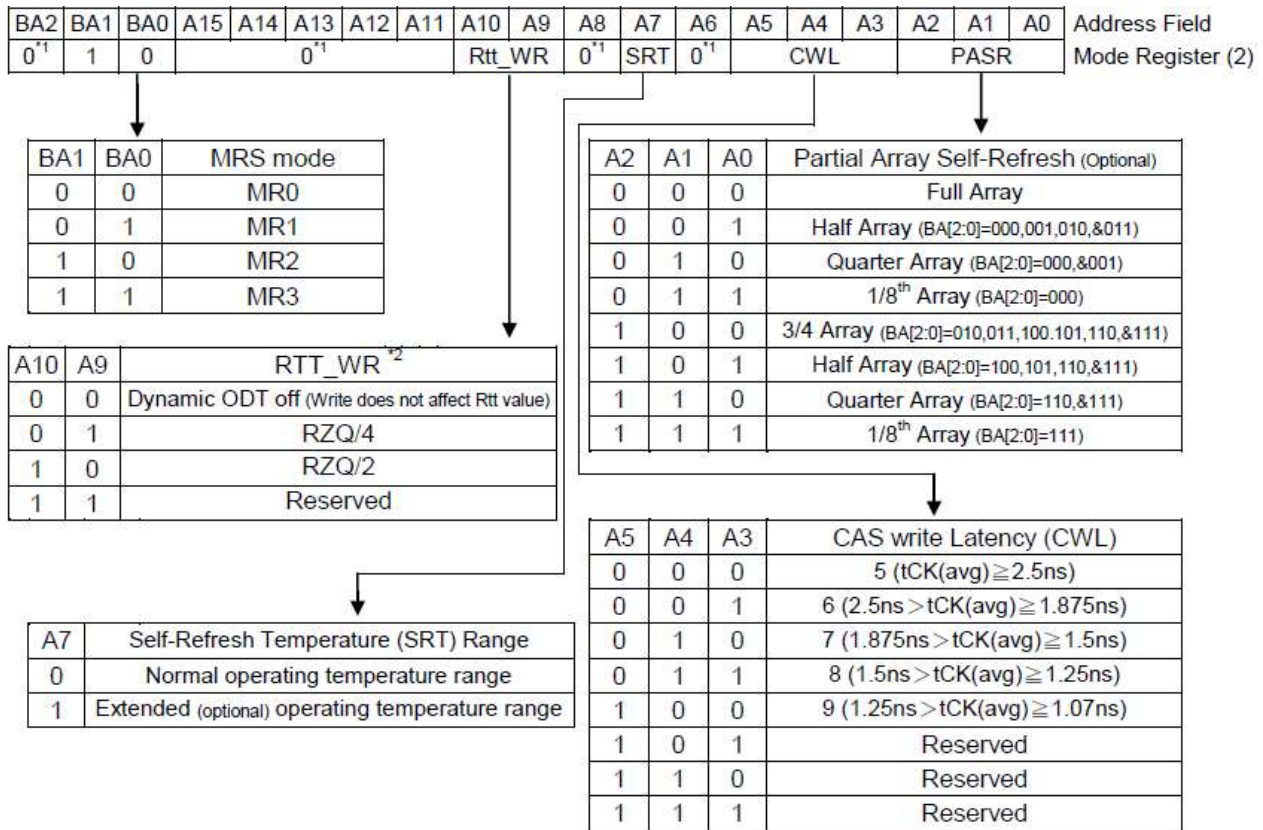 BA2 BA1 BA0 A15 A14 A13 A12 A11 A10 A9 A8 A7 A6 A5 A4 A3 A2 A1 A0 Address Field
0*1 1 0 0*1 Rtt_WR 0*1 SRT 0*1 CWL PASR Mode Register (2)
BA1 BA0 MRS mode
0 0 MR0
0 1 MR1
1 0 MR2
1 1 MR3
A2 A1 A0 Partial Array Self-Refresh (Optional)
0 0 0 Full Array
0 0 1 Half Array (BA[2:0]=000,001,010,&011)
0 1 0 Quarter Array (BA[2:0]=000,&001)
0 1 1 1/8th Array (BA[2:0]=000)
1 0 0 3/4 Array (BA[2:0]=010,011,100.101,110,&111)
1 0 1 Half Array (BA[2:0]=100,101,110,&111)
1 1 0 Quarter Array (BA[2:0]=110,&111)
1 1 1 1/8th Array (BA[2:0]=111)
A10 A9 RTT_WR *2
0 0 Dynamic ODT off (Write does not affect Rtt value)
0 1 RZQ/4
1 0 RZQ/2
1 1 Reserved
A7 Self-Refresh Temperature (SRT) Range
0 Normal operating temperature range
1 Extended (optional) operating temperature range
A5 A4 A3 CAS write Latency (CWL)
0 0 0 5 (tCK(avg)≧2.5ns)
0 0 1 6 (2.5ns>tCK(avg)≧1.875ns)
0 1 0 7 (1.875ns>tCK(avg)≧1.5ns)
0 1 1 8 (1.5ns>tCK(avg)≧1.25ns)
1 0 0 9 (1.25ns>tCK(avg)≧1.07ns)
1 0 1 Reserved
1 1 0 Reserved
1 1 1 Reserved